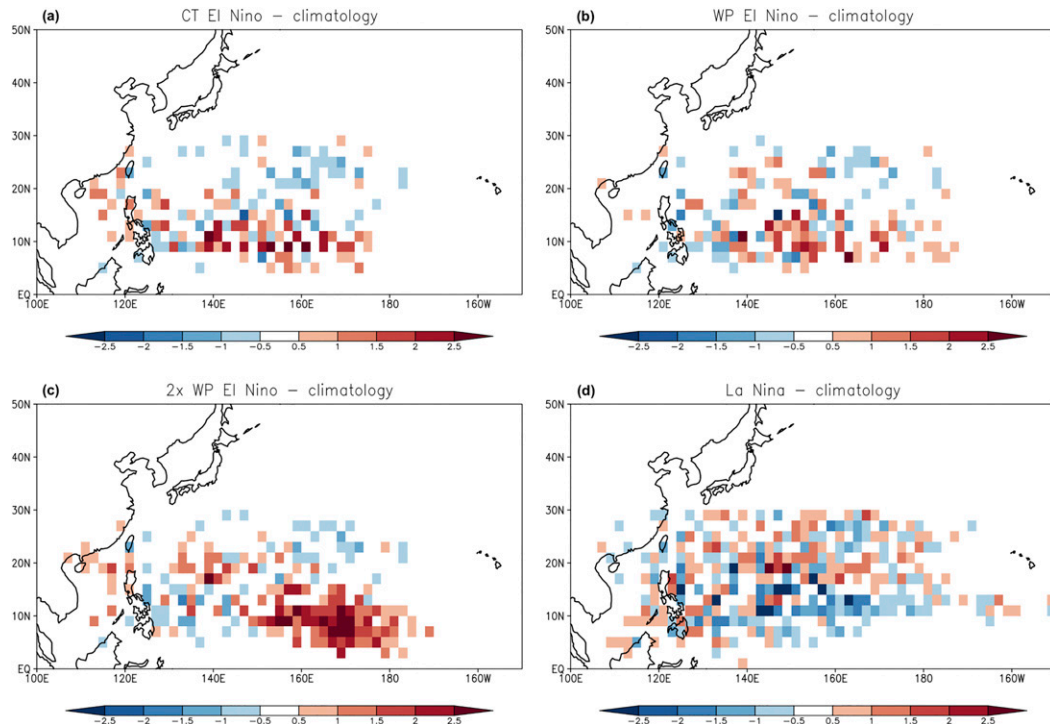 (a) CT El Nino − climatology
50N
40N
30N
20N
10N
EQ
100E 120E 140E 160E 180 160W
−2.5 −2 −1.5 −1 −0.5 0.5 1 1.5 2 2.5
(b) WP El Nino − climatology
50N
40N
30N
20N
10N
EQ
100E 120E 140E 160E 180 160W
−2.5 −2 −1.5 −1 −0.5 0.5 1 1.5 2 2.5
(c) 2x WP El Nino − climatology
50N
40N
30N
20N
10N
EQ
100E 120E 140E 160E 180 160W
−2.5 −2 −1.5 −1 −0.5 0.5 1 1.5 2 2.5
(d) La Nina − climatology
50N
40N
30N
20N
10N
EQ
100E 120E 140E 160E 180 160W
−2.5 −2 −1.5 −1 −0.5 0.5 1 1.5 2 2.5